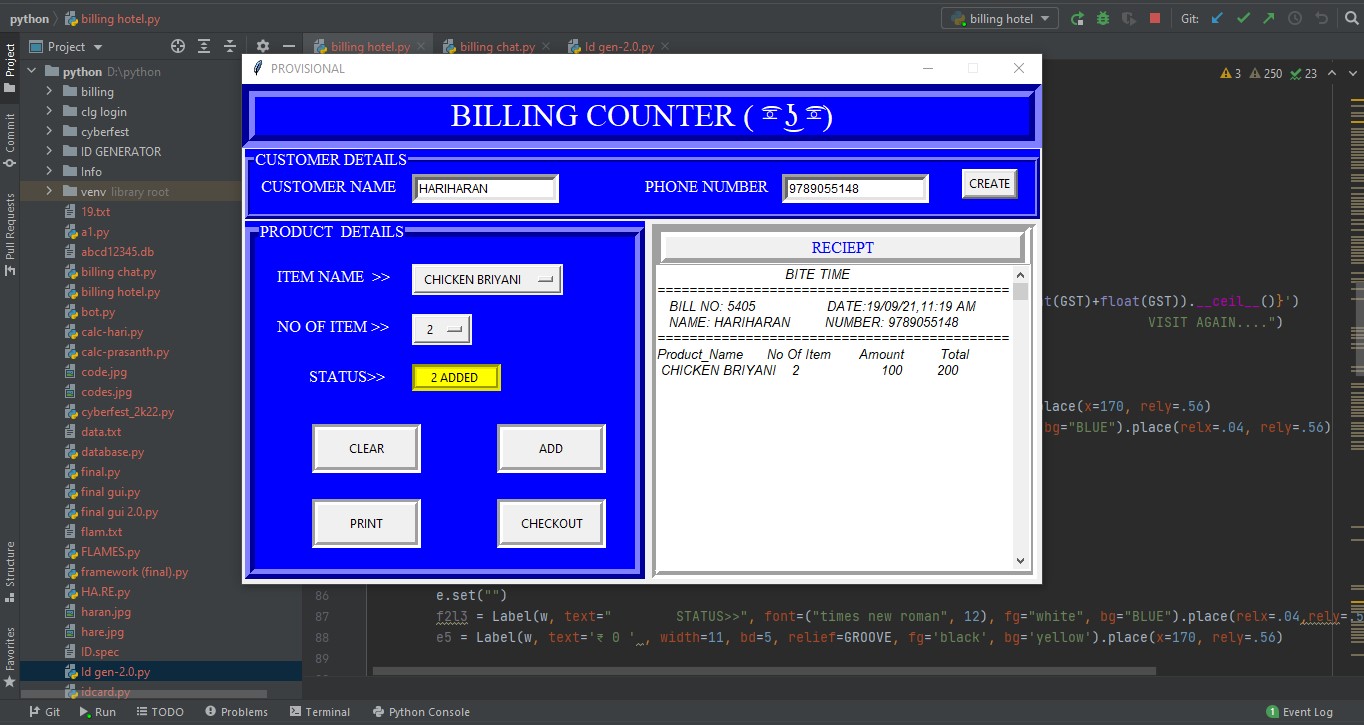 python billing hotel.py billing hotel Git:
Project billing hotel.py billing chat.py Id gen-2.0.py
python D:\python
billing
clg login
cyberfest
ID GENERATOR
Info
venv library root
19.txt
a1.py
abcd12345.db
billing chat.py
billing hotel.py
bot.py
calc-hari.py
calc-prasanth.py
code.jpg
codes.jpg
cyberfest_2k22.py
data.txt
database.py
final.py
final gui.py
final gui 2.0.py
flam.txt
FLAMES.py
framework (final).py
HA.RE.py
haran.jpg
hare.jpg
ID.spec
Id gen-2.0.py
idcard.py
Project
Commit
Pull Requests
Structure
Favorites
3 250 23
PROVISIONAL
BILLING COUNTER ( ͡ᵔ ͜ʖ ͡ᵔ)
CUSTOMER DETAILS
CUSTOMER NAME HARIHARAN PHONE NUMBER 9789055148 CREATE
PRODUCT DETAILS
ITEM NAME >> CHICKEN BRIYANI
NO OF ITEM >> 2
STATUS>> 2 ADDED
CLEAR ADD
PRINT CHECKOUT
RECIEPT
BITE TIME
=============================================
BILL NO: 5405 DATE:19/09/21,11:19 AM
NAME: HARIHARAN NUMBER: 9789055148
=============================================
Product_Name No Of Item Amount Total
CHICKEN BRIYANI 2 100 200
t(GST)+float(GST)).__ceil__()}')
VISIT AGAIN....")
lace(x=170, rely=.56)
bg="BLUE").place(relx=.04, rely=.56)
86 e.set("")
87 f2l3 = Label(w, text=" STATUS>>", font=("times new roman", 12), fg="white", bg="BLUE").place(relx=.04,rely=.5
88 e5 = Label(w, text='₹ 0 ', width=11, bd=5, relief=GROOVE, fg='black', bg='yellow').place(x=170, rely=.56)
89
Git Run TODO Problems Terminal Python Console 1 Event Log